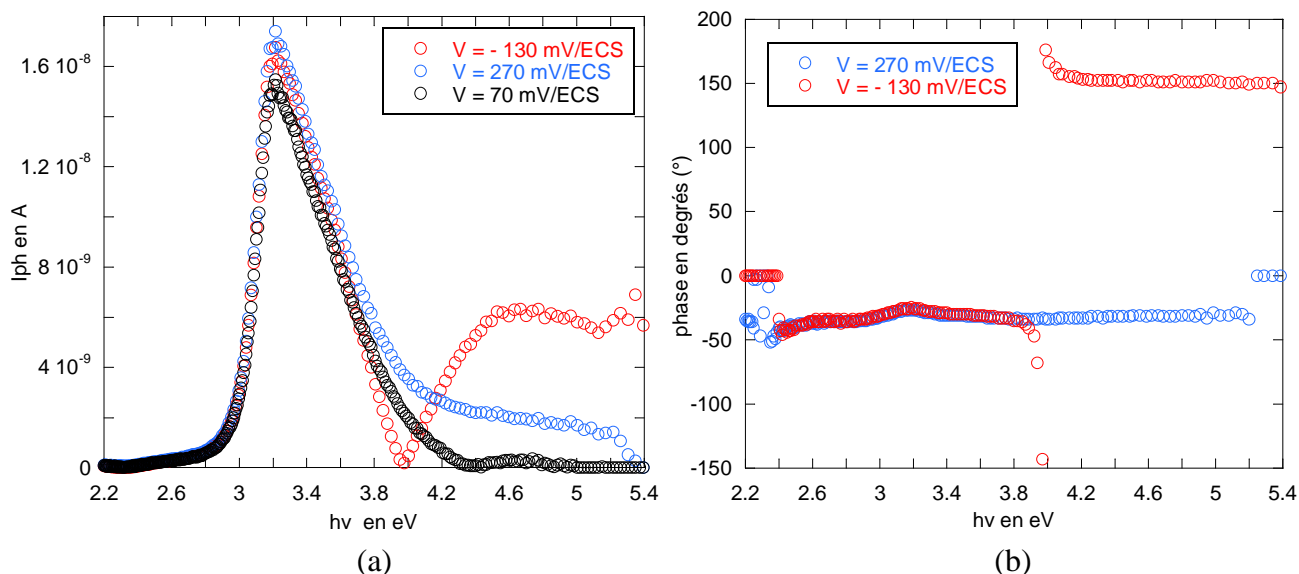 (a)
Iph en A
1.6 10⁻⁸
1.2 10⁻⁸
8 10⁻⁹
4 10⁻⁹
0
V = - 130 mV/ECS
V = 270 mV/ECS
V = 70 mV/ECS
2.2 2.6 3 3.4 3.8 4.2 4.6 5 5.4
hν en eV
(a)
(b)
phase en degrés (°)
200
150
100
50
0
-50
-100
-150
V = 270 mV/ECS
V = - 130 mV/ECS
2.2 2.6 3 3.4 3.8 4.2 4.6 5 5.4
hν en eV
(b)